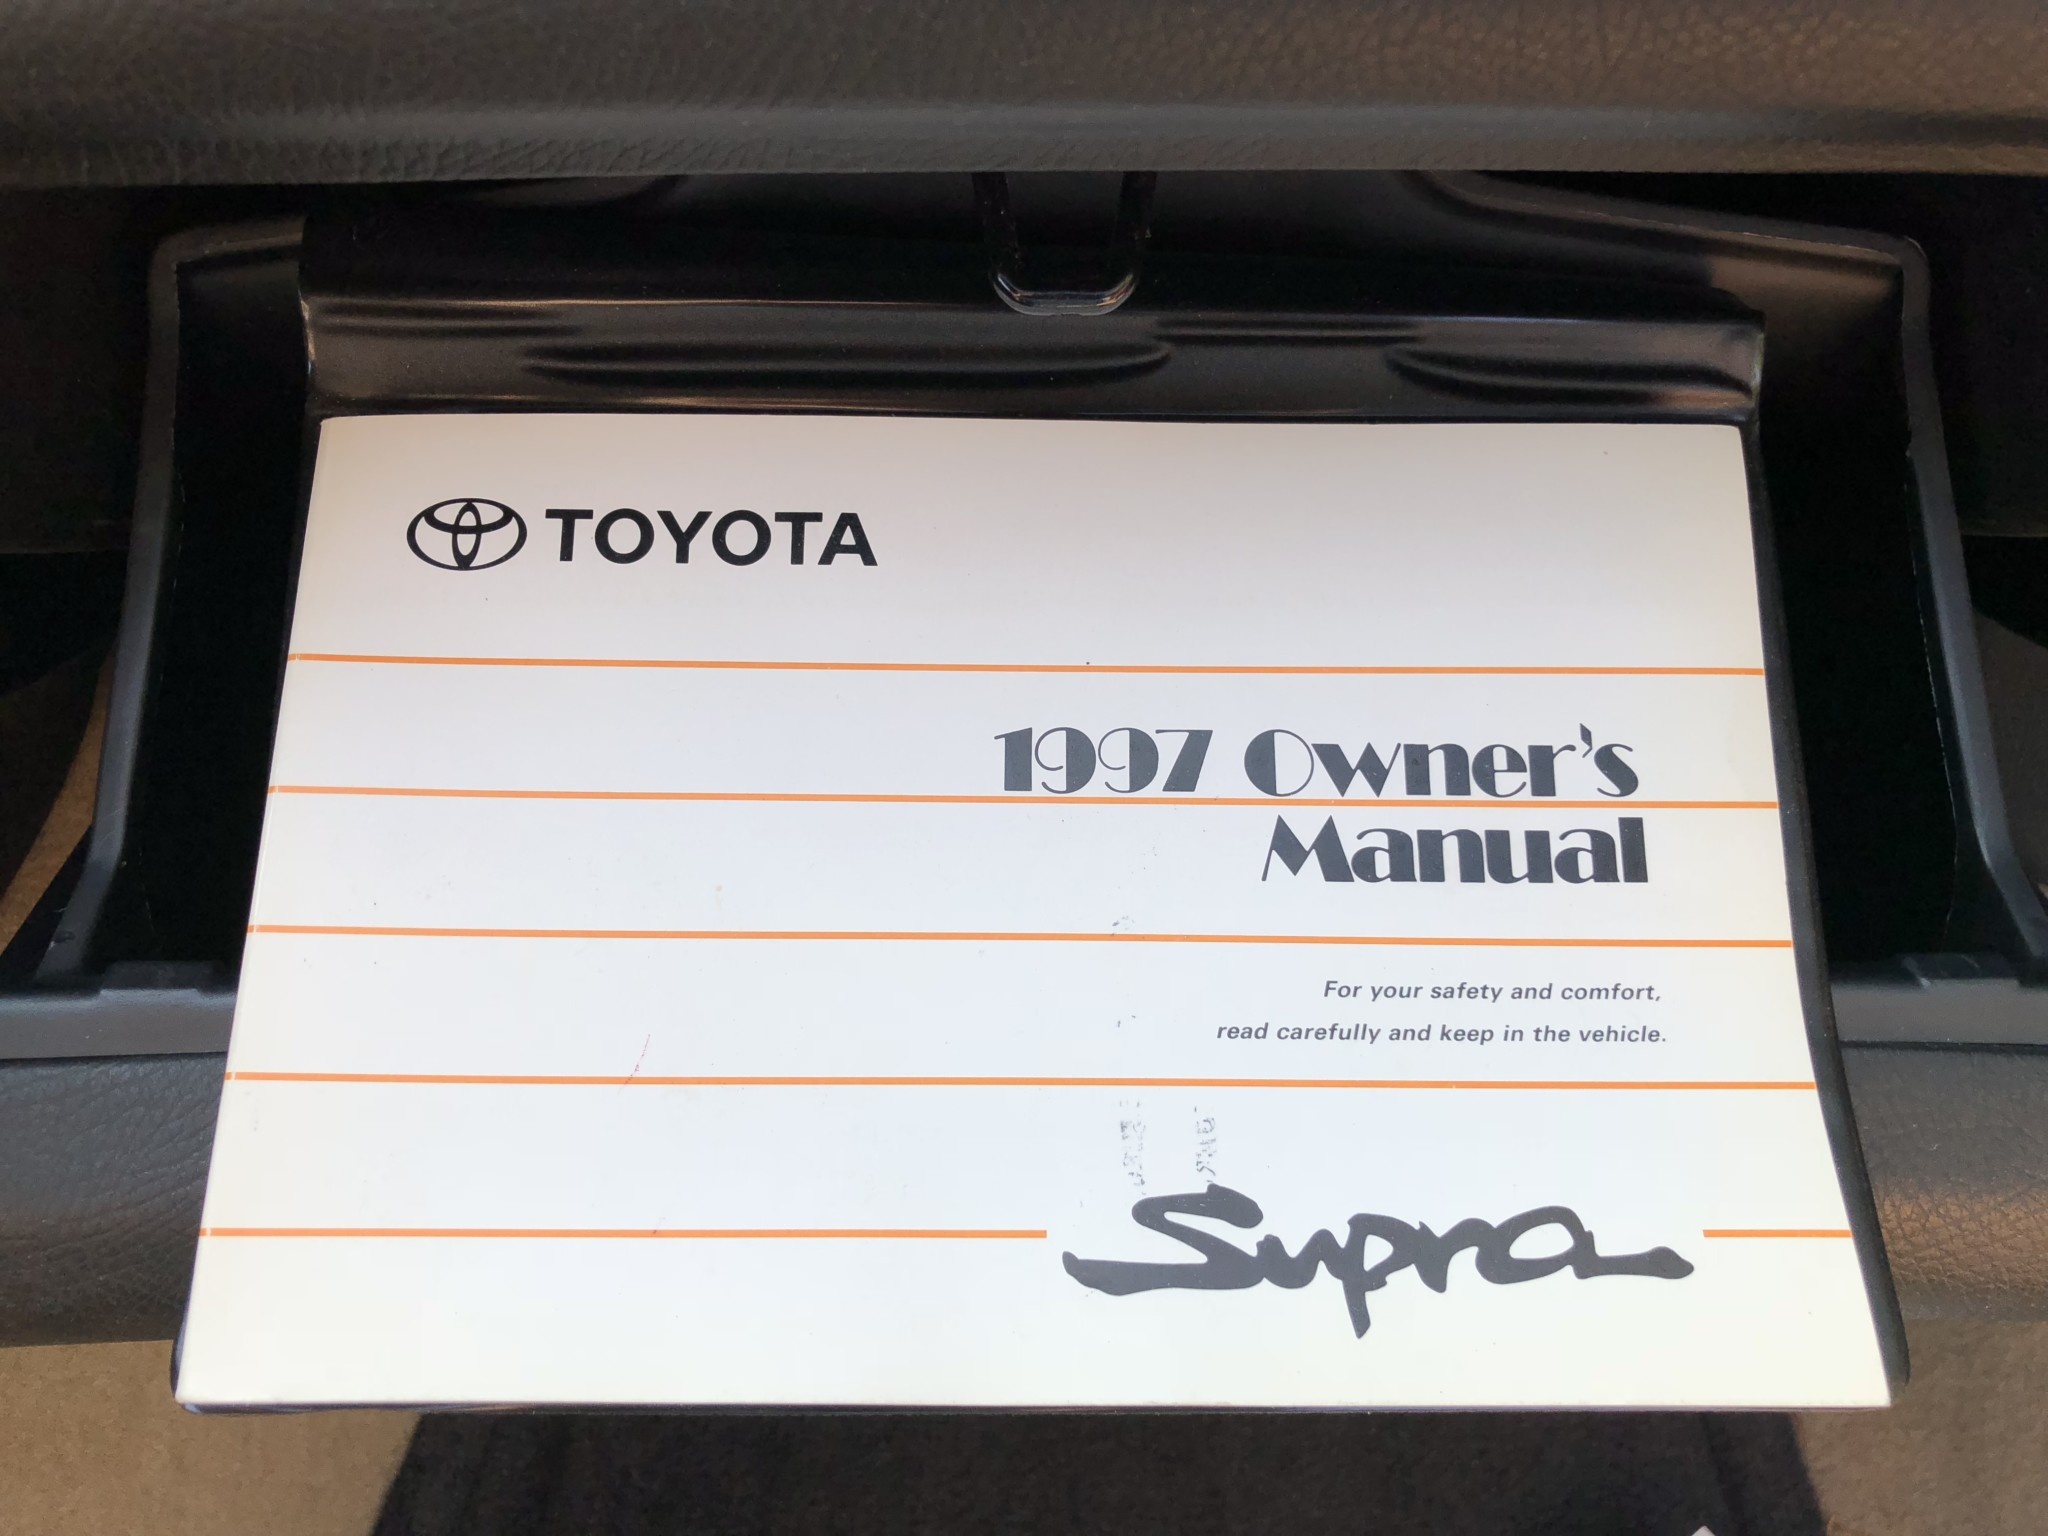 TOYOTA
1997 Owner's
Manual
For your safety and comfort,
read carefully and keep in the vehicle.
Supra